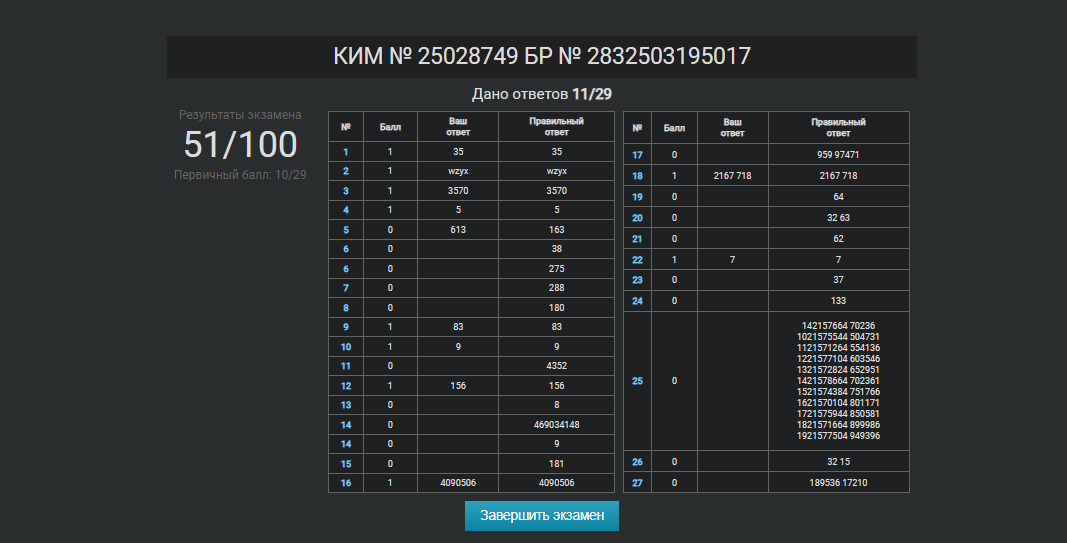 КИМ № 25028749 БР № 2832503195017
Дано ответов 11/29
Результаты экзамена
51/100
Первичный балл: 10/29
№ Балл Ваш ответ Правильный ответ
1 1 35 35
2 1 wzyx wzyx
3 1 3570 3570
4 1 5 5
5 0 613 163
6 0 38
6 0 275
7 0 288
8 0 180
9 1 83 83
10 1 9 9
11 0 4352
12 1 156 156
13 0 8
14 0 469034148
14 0 9
15 0 181
16 1 4090506 4090506
№ Балл Ваш ответ Правильный ответ
17 0 959 97471
18 1 2167 718 2167 718
19 0 64
20 0 32 63
21 0 62
22 1 7 7
23 0 37
24 0 133
25 0 142157664 70236
1021575544 504731
1121571264 554136
1221577104 603546
1321572824 652951
1421578664 702361
1521574384 751766
1621570104 801171
1721575944 850581
1821571664 899986
1921577504 949396
26 0 32 15
27 0 189536 17210
Завершить экзамен